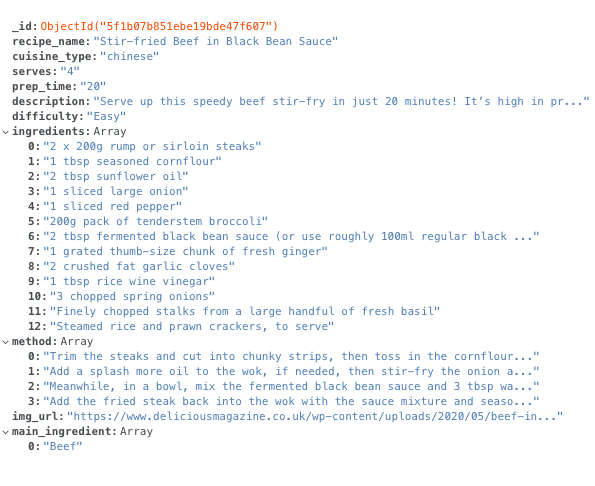 _id: ObjectId("5f1b07b851ebe19bde47f607")
recipe_name: "Stir-fried Beef in Black Bean Sauce"
cuisine_type: "chinese"
serves: "4"
prep_time: "20"
description: "Serve up this speedy beef stir-fry in just 20 minutes! It’s high in pr..."
difficulty: "Easy"
ingredients: Array
0: "2 x 200g rump or sirloin steaks"
1: "1 tbsp seasoned cornflour"
2: "2 tbsp sunflower oil"
3: "1 sliced large onion"
4: "1 sliced red pepper"
5: "200g pack of tenderstem broccoli"
6: "2 tbsp fermented black bean sauce (or use roughly 100ml regular black ..."
7: "1 grated thumb-size chunk of fresh ginger"
8: "2 crushed fat garlic cloves"
9: "1 tbsp rice wine vinegar"
10: "3 chopped spring onions"
11: "Finely chopped stalks from a large handful of fresh basil"
12: "Steamed rice and prawn crackers, to serve"
method: Array
0: "Trim the steaks and cut into chunky strips, then toss in the cornflour..."
1: "Add a splash more oil to the wok, if needed, then stir-fry the onion a..."
2: "Meanwhile, in a bowl, mix the fermented black bean sauce and 3 tbsp wa..."
3: "Add the fried steak back into the wok with the sauce mixture and seaso..."
img_url: "https://www.deliciousmagazine.co.uk/wp-content/uploads/2020/05/beef-in..."
main_ingredient: Array
0: "Beef"